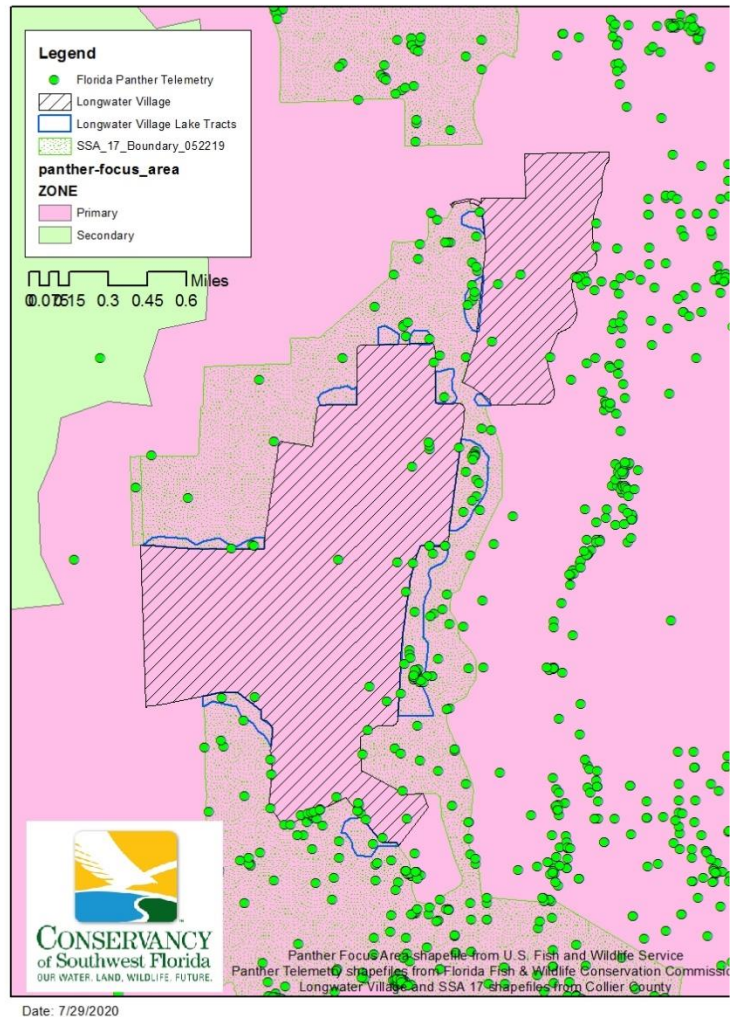 Legend
Florida Panther Telemetry
Longwater Village
Longwater Village Lake Tracts
SSA_17_Boundary_052219
panther-focus_area
ZONE
Primary
Secondary
Miles
0.3 0.45 0.6
CONSERVANCY
of Southwest Florida
OUR WATER, LAND, WILDLIFE, FUTURE.
Panther Focus Area shapefile from U.S. Fish and Wildlife Service
Panther Telemetry shapefiles from Florida Fish & Wildlife Conservation Commissio
Longwater Village and SSA 17 shapefiles from Collier County
Date: 7/29/2020